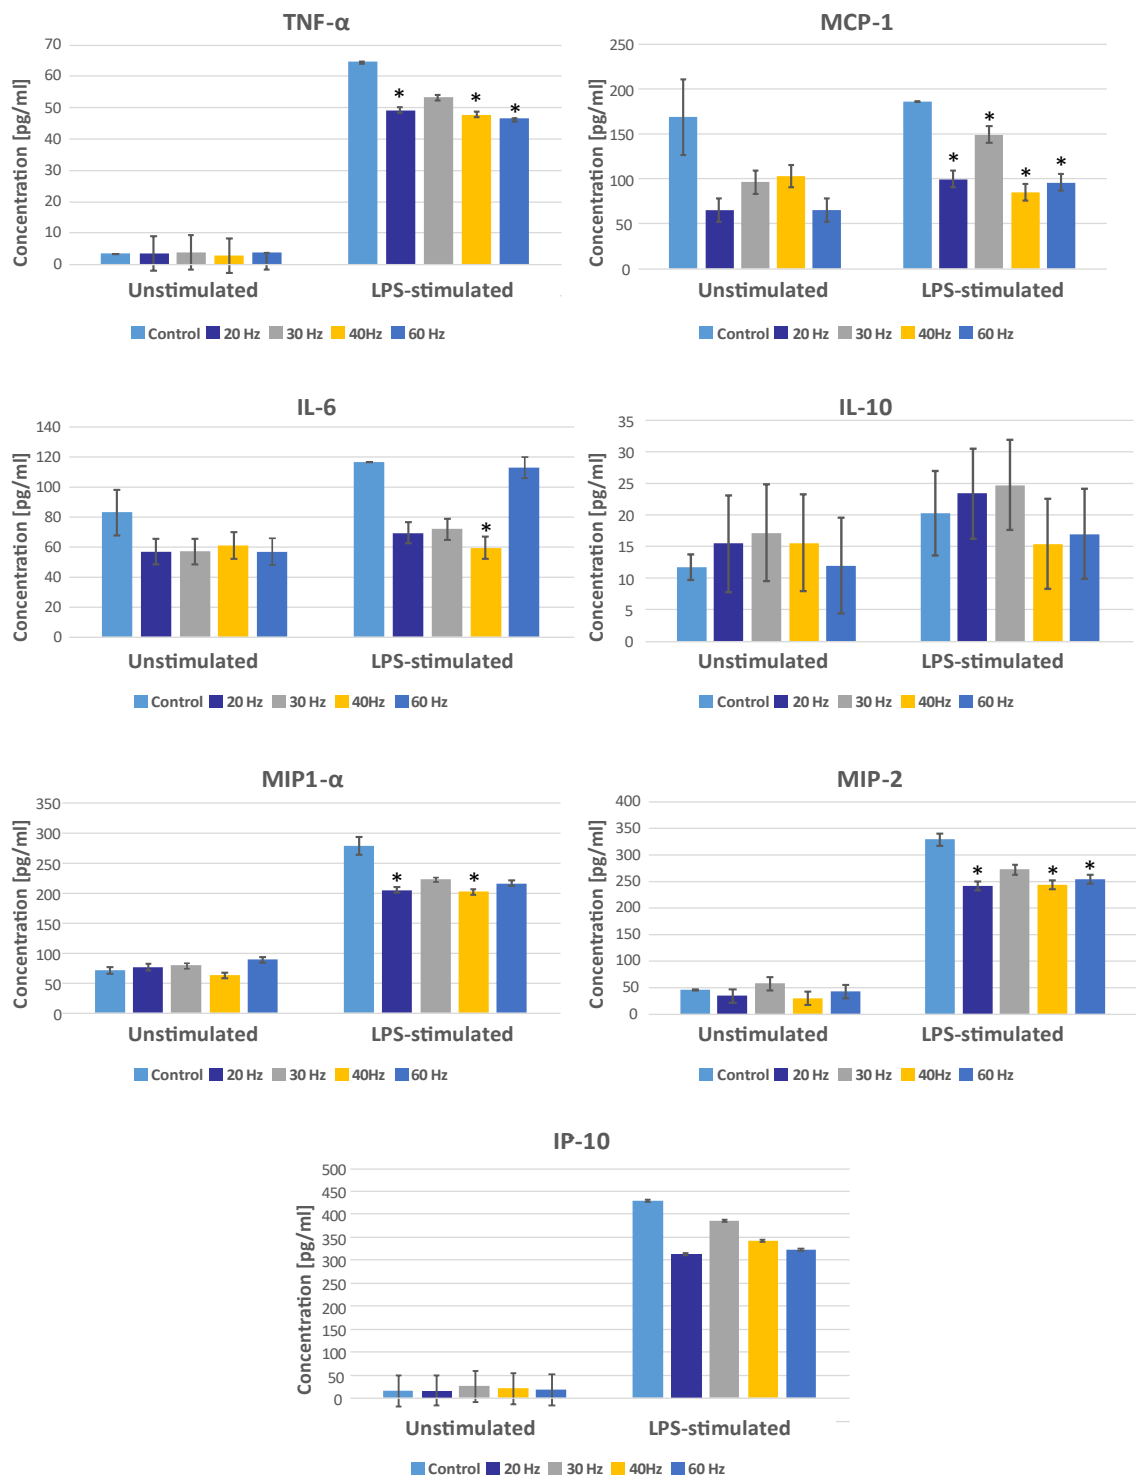 TNF-α
Concentration [pg/ml]
70
60
50
40
30
20
10
0
* * *
Unstimulated LPS-stimulated
Control 20 Hz 30 Hz 40Hz 60 Hz
MCP-1
Concentration [pg/ml]
250
200
150
100
50
0
* * * *
Unstimulated LPS-stimulated
Control 20 Hz 30 Hz 40Hz 60 Hz
IL-6
Concentration [pg/ml]
140
120
100
80
60
40
20
0
*
Unstimulated LPS-stimulated
Control 20 Hz 30 Hz 40Hz 60 Hz
IL-10
Concentration [pg/ml]
35
30
25
20
15
10
5
0
Unstimulated LPS-stimulated
Control 20 Hz 30 Hz 40Hz 60 Hz
MIP1-α
Concentration [pg/ml]
350
300
250
200
150
100
50
0
* *
Unstimulated LPS-stimulated
Control 20 Hz 30 Hz 40Hz 60 Hz
MIP-2
Concentration [pg/ml]
400
350
300
250
200
150
100
50
0
* * *
Unstimulated LPS-stimulated
Control 20 Hz 30 Hz 40Hz 60 Hz
IP-10
Concentration [pg/ml]
500
450
400
350
300
250
200
150
100
50
0
Unstimulated LPS-stimulated
Control 20 Hz 30 Hz 40Hz 60 Hz